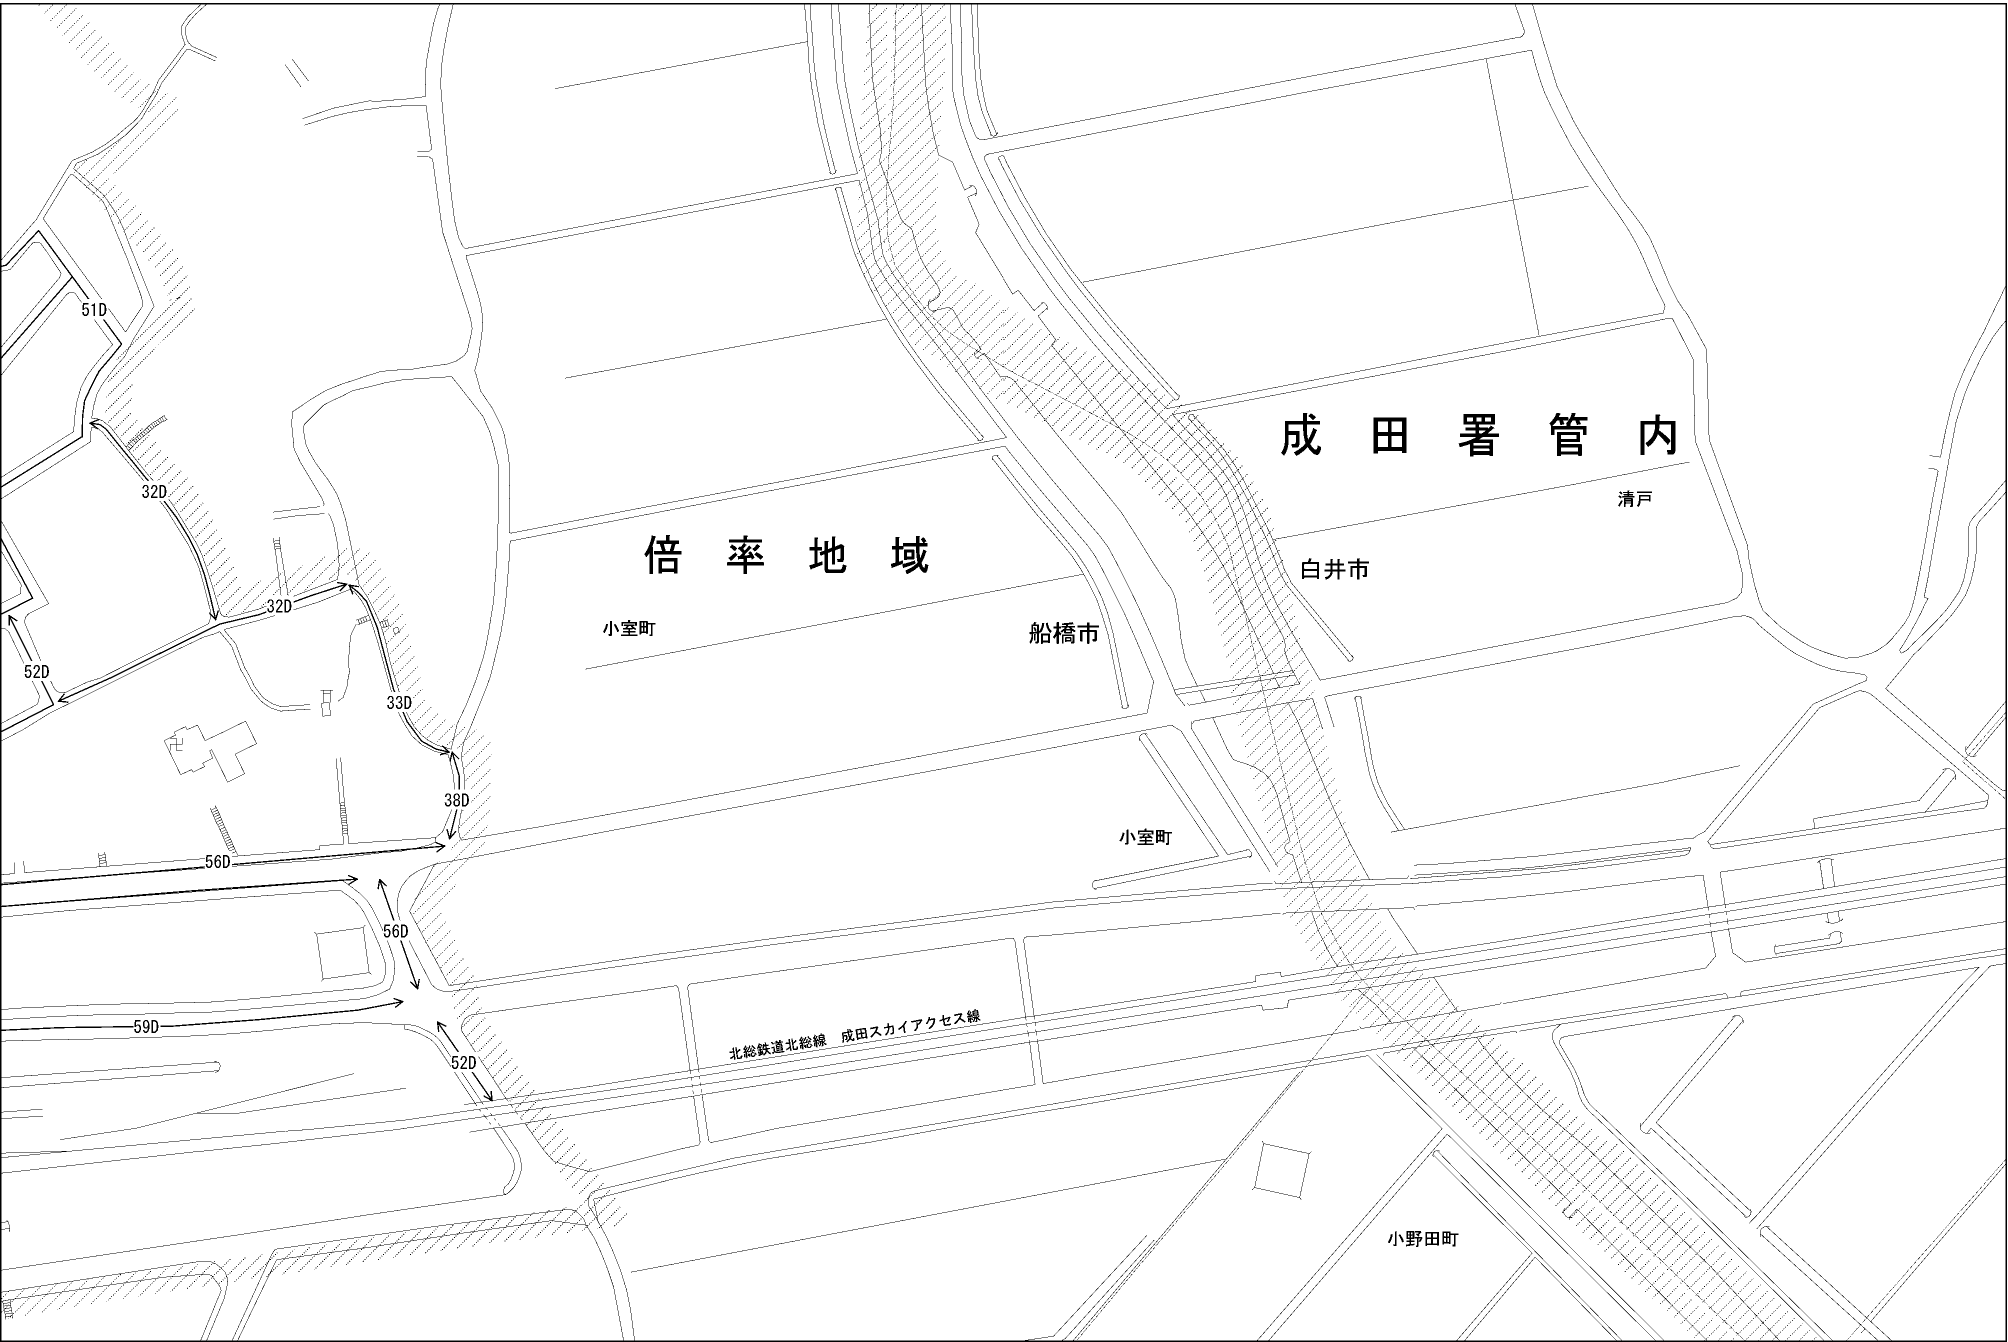 51D
成田署管内
32D
清戸
倍率地域
白井市
32D
小室町
船橋市
52D
33D
38D
小室町
56D
56D
北総鉄道北総線　成田スカイアクセス線
59D
52D
小野田町